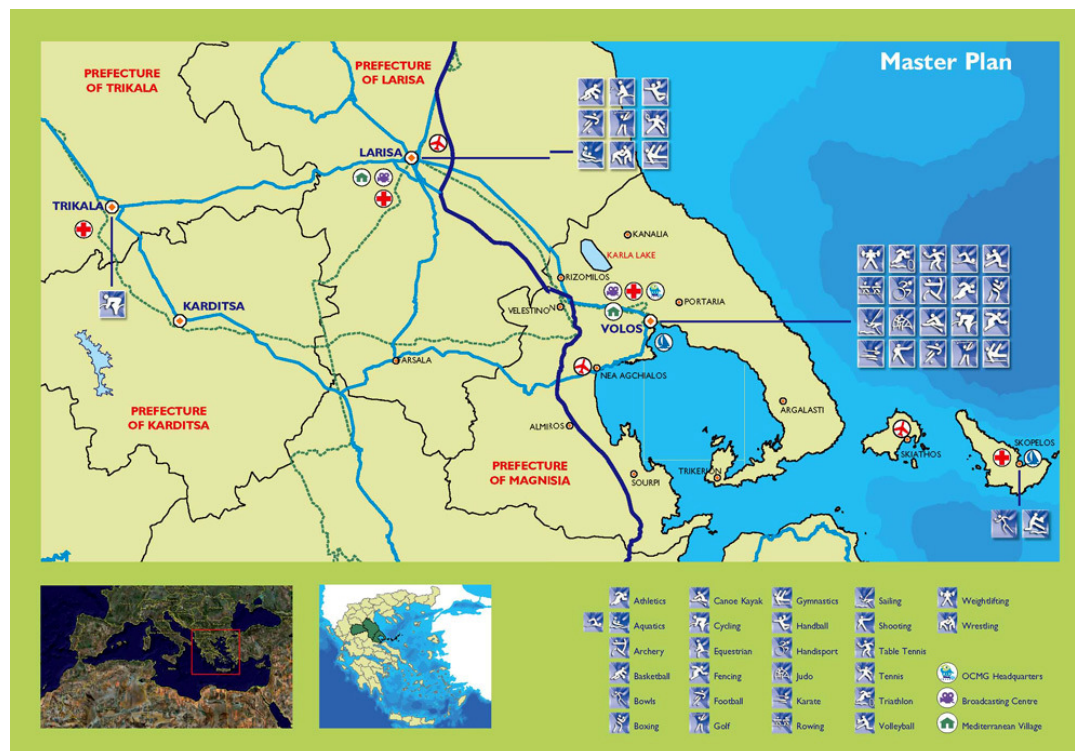 Master Plan
PREFECTURE
OF TRIKALA
PREFECTURE
OF LARISA
LARISA
TRIKALA
KANALIA
KARLA LAKE
RIZOMILOS
KARDITSA
VELESTINON
PORTARIA
VOLOS
FARSALA
NEA AGCHIALOS
PREFECTURE
OF KARDITSA
ARGALASTI
ALMIROS
SKIATHOS
SKOPELOS
PREFECTURE
OF MAGNISIA
TRIKERION
SOURPI
Athletics
Aquatics
Archery
Basketball
Bowls
Boxing
Canoe Kayak
Cycling
Equestrian
Fencing
Football
Golf
Gymnastics
Handball
Handisport
Judo
Karate
Rowing
Sailing
Shooting
Table Tennis
Tennis
Triathlon
Volleyball
Weightlifting
Wrestling
OCMG Headquarters
Broadcasting Centre
Mediterranean Village